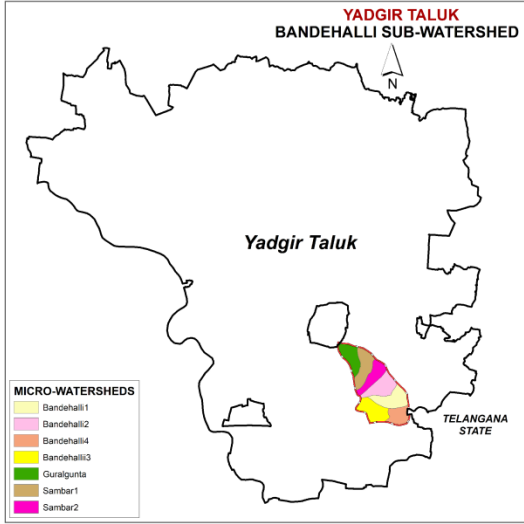 YADGIR TALUK
BANDEHALLI SUB-WATERSHED
N
Yadgir Taluk
TELANGANA
STATE
MICRO-WATERSHEDS
Bandehalli1
Bandehalli2
Bandehalli4
Bandehallii3
Guralgunta
Sambar1
Sambar2